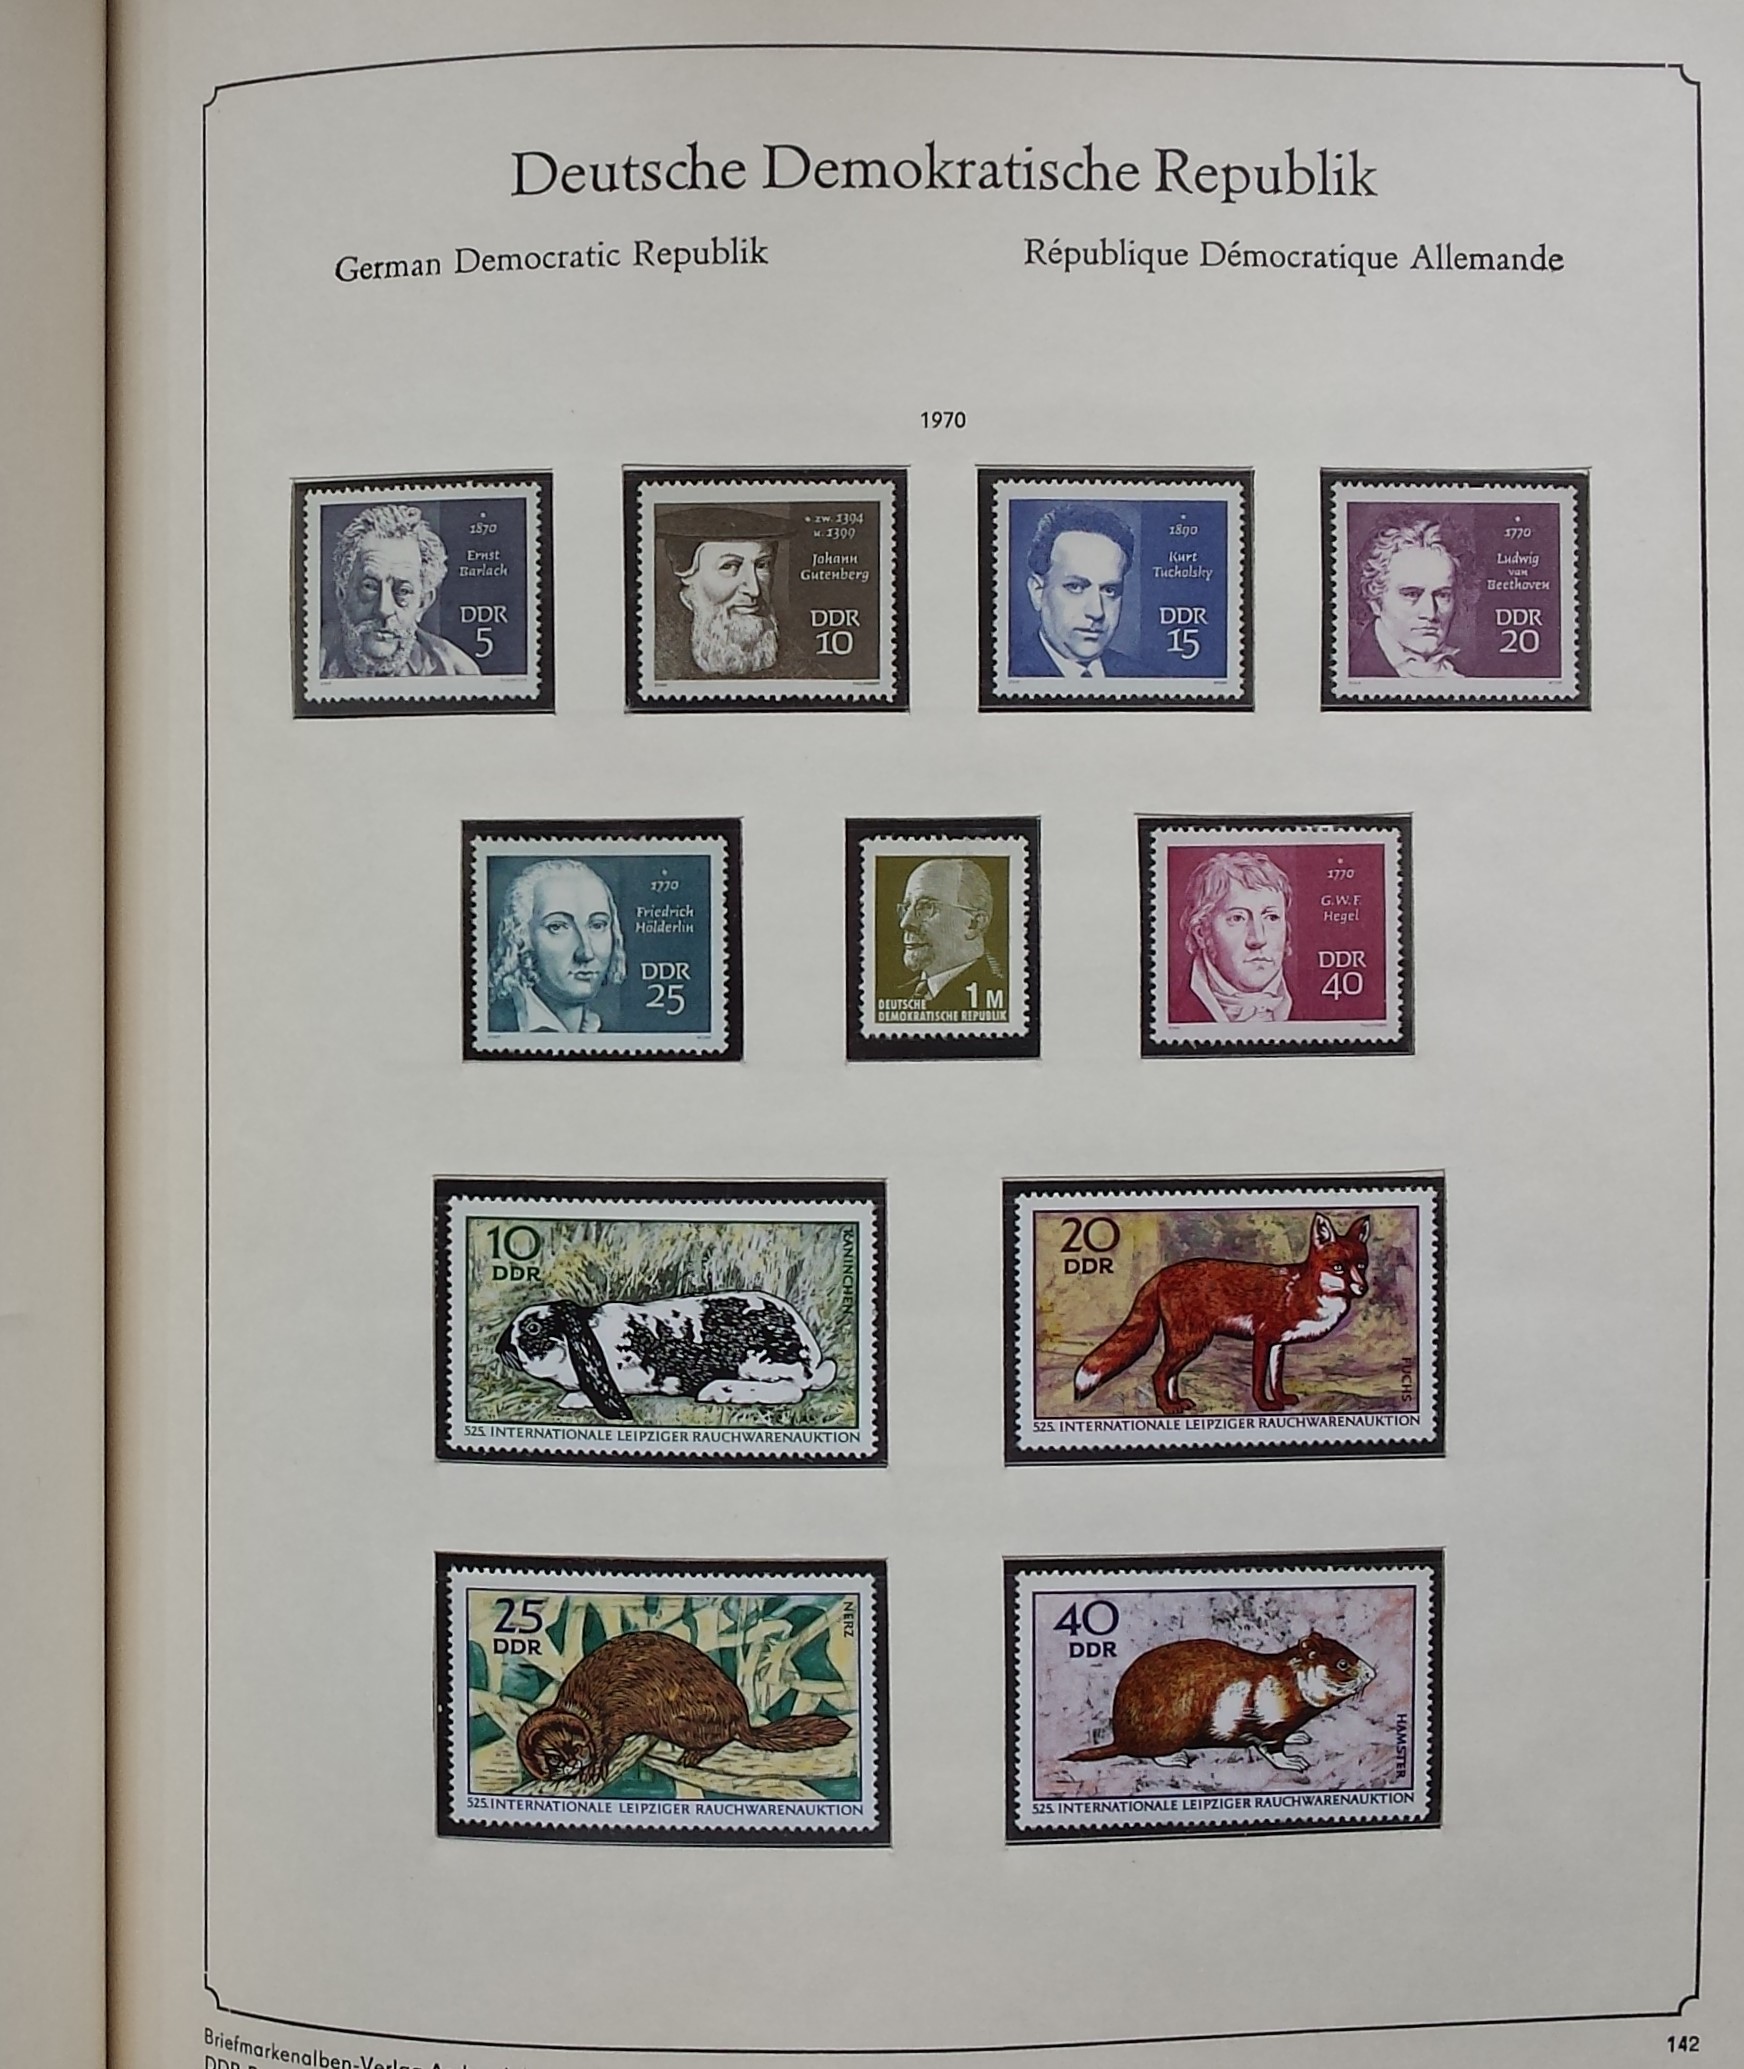 Deutsche Demokratische Republik
German Democratic Republik
République Démocratique Allemande
1970
* 1870
Ernst
Barlach
DDR
5
* zw. 1394
u. 1399
Johann
Gutenberg
DDR
10
* 1890
Kurt
Tucholsky
DDR
15
* 1770
Ludwig
van
Beethoven
DDR
20
* 1770
Friedrich
Hölderlin
DDR
25
1 M
DEUTSCHE
DEMOKRATISCHE REPUBLIK
* 1770
G.W.F.
Hegel
DDR
40
10
DDR
KANINCHEN
525. INTERNATIONALE LEIPZIGER RAUCHWARENAUKTION
20
DDR
FUCHS
525. INTERNATIONALE LEIPZIGER RAUCHWARENAUKTION
25
DDR
NERZ
525. INTERNATIONALE LEIPZIGER RAUCHWARENAUKTION
40
DDR
HAMSTER
525. INTERNATIONALE LEIPZIGER RAUCHWARENAUKTION
Briefmarkenalben-Verlag
DDR
142